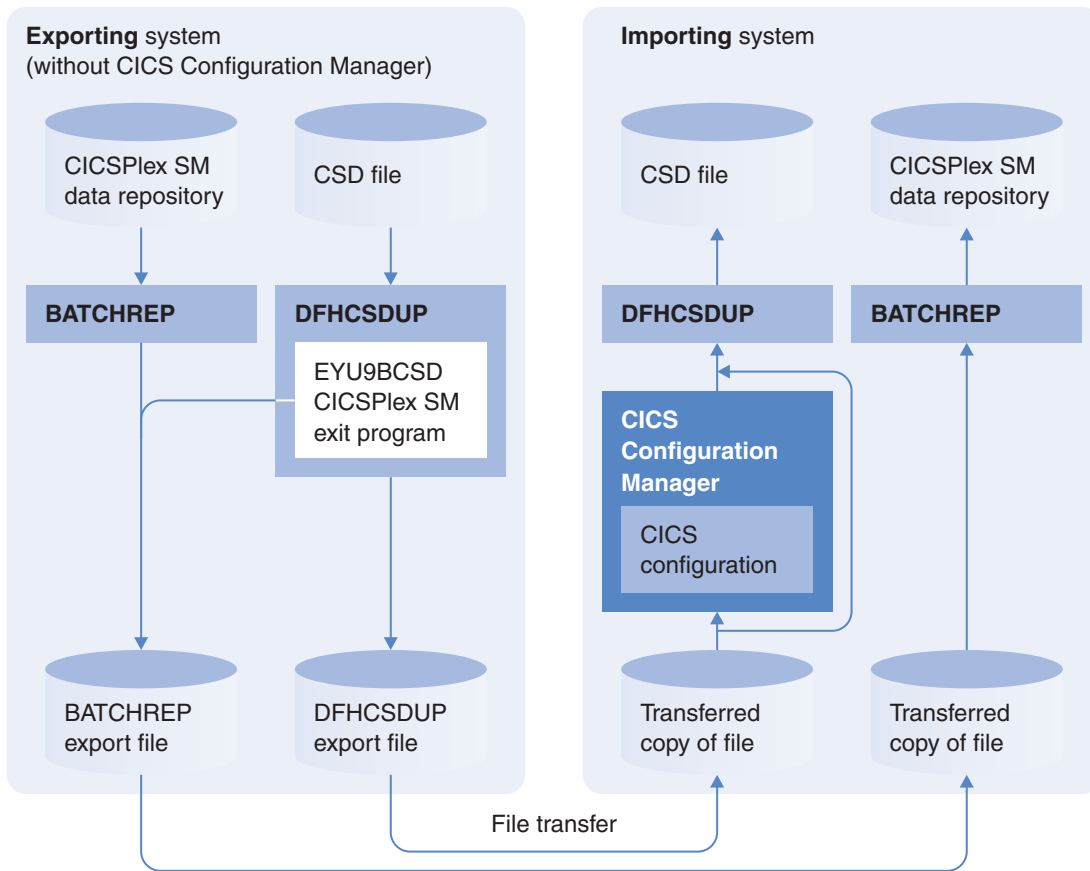 Exporting system
(without CICS Configuration Manager)
CICSPlex SM
data repository
CSD file
BATCHREP
DFHCSDUP
EYU9BCSD
CICSPlex SM
exit program
BATCHREP
export file
DFHCSDUP
export file
Importing system
CSD file
CICSPlex SM
data repository
DFHCSDUP
BATCHREP
CICS
Configuration
Manager
CICS
configuration
Transferred
copy of file
Transferred
copy of file
File transfer